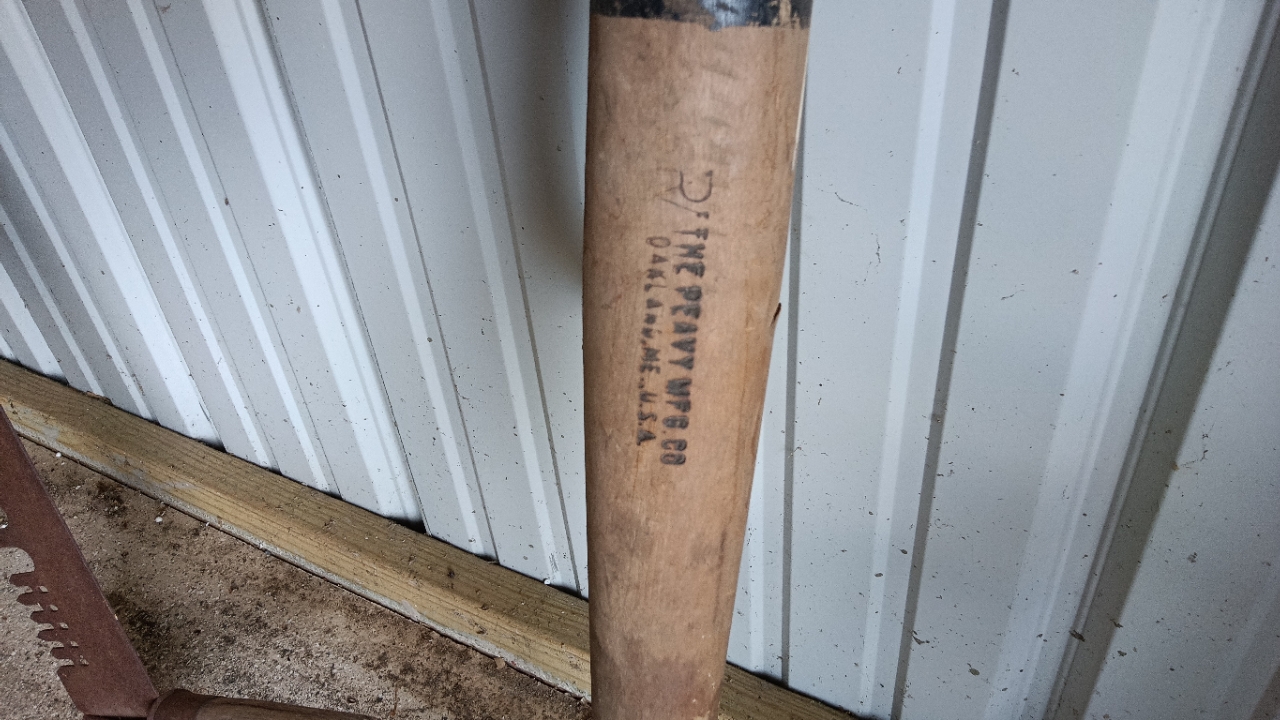 THE PEAVY MFG. CO
OAKLAND, ME., U.S.A.